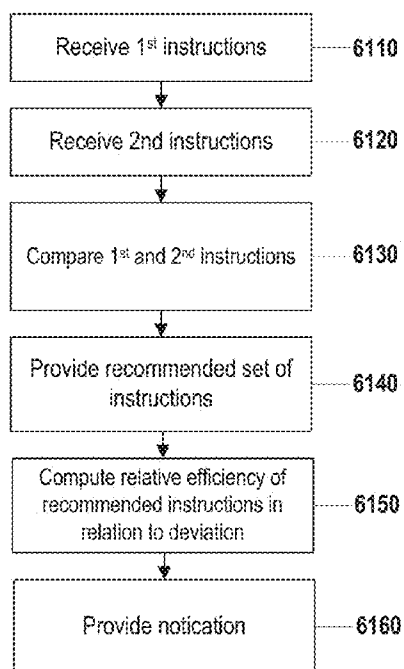 Receive 1st instructions 6110
Receive 2nd instructions 6120
Compare 1st and 2nd instructions 6130
Provide recommended set of
instructions 6140
Compute relative efficiency of
recommended instructions in
relation to deviation 6150
Provide notication 6160